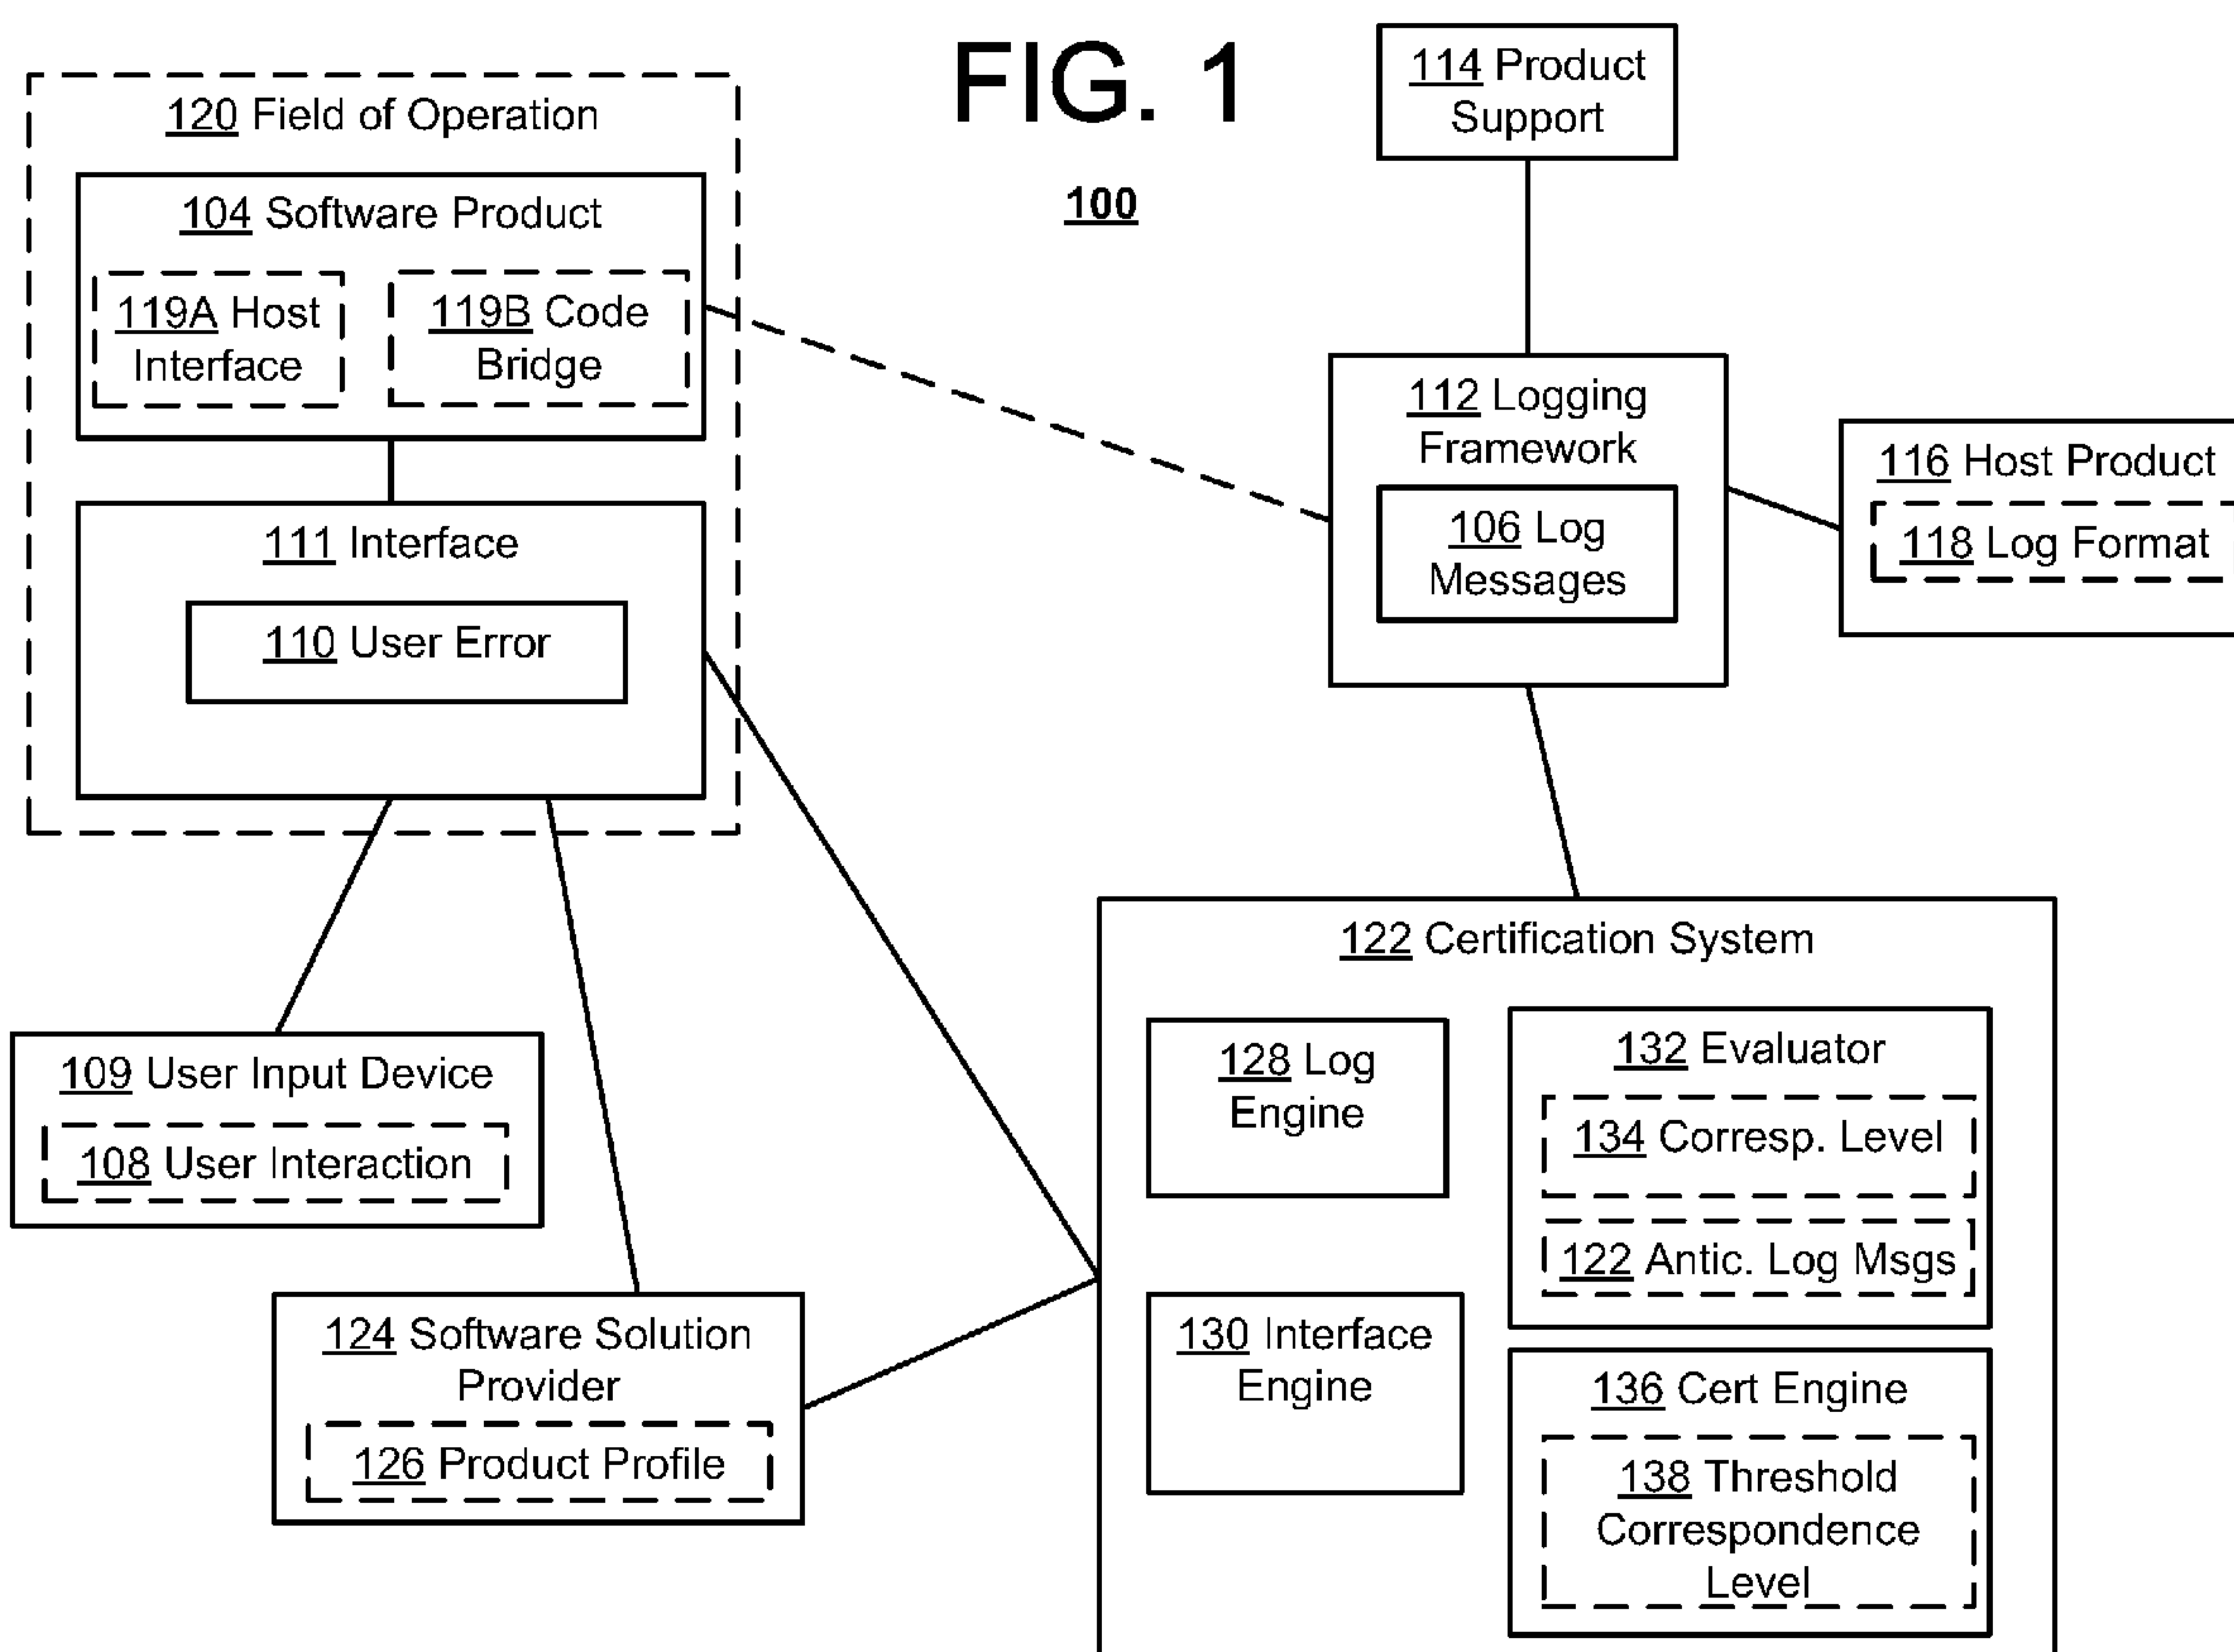 FIG. 1
100
120 Field of Operation
104 Software Product
119A Host
Interface
119B Code
Bridge
111 Interface
110 User Error
114 Product
Support
112 Logging
Framework
106 Log
Messages
116 Host Product
118 Log Format
109 User Input Device
108 User Interaction
124 Software Solution
Provider
126 Product Profile
122 Certification System
128 Log
Engine
130 Interface
Engine
132 Evaluator
134 Corresp. Level
122 Antic. Log Msgs
136 Cert Engine
138 Threshold
Correspondence
Level